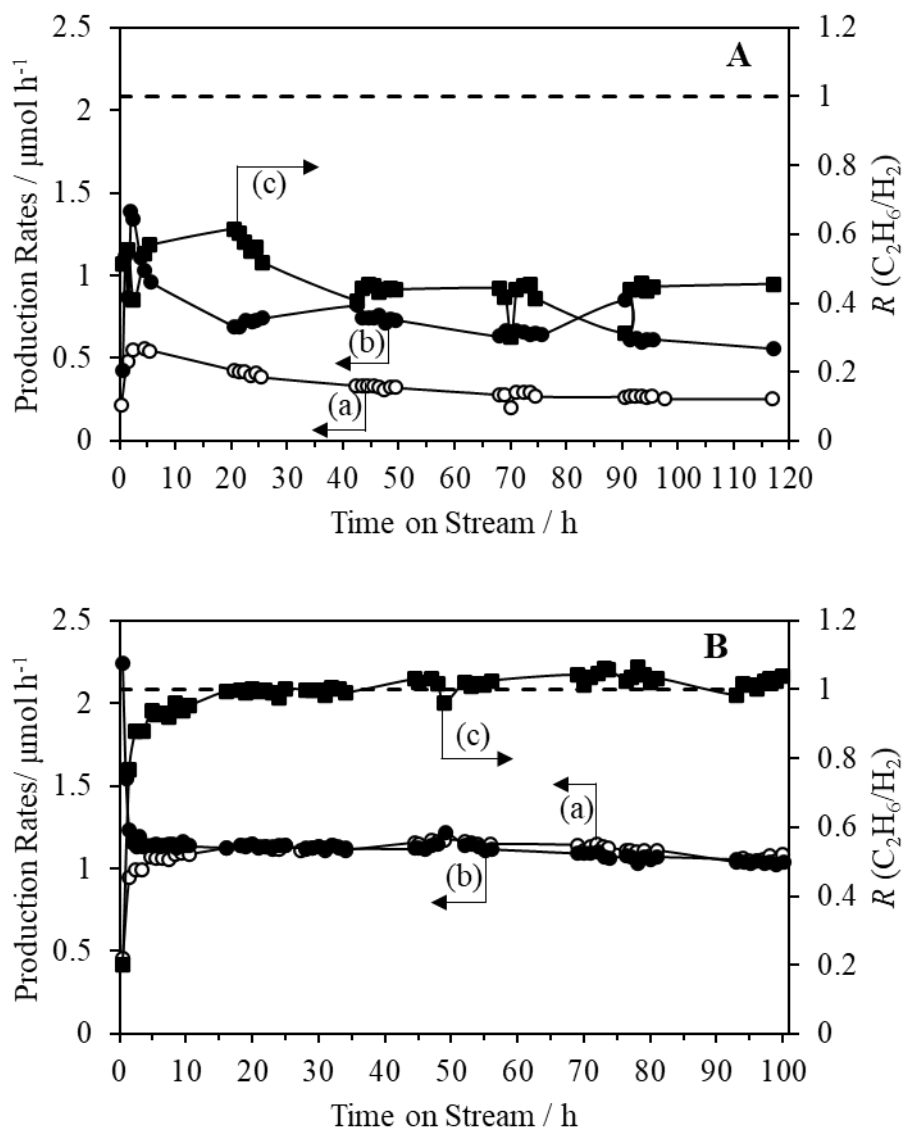 A
Production Rates / μmol h⁻¹
2.5
2
1.5
1
0.5
0
1.2
1
0.8
0.6
0.4
0.2
0
R (C₂H₆/H₂)
(c)
(b)
(a)
0 10 20 30 40 50 60 70 80 90 100 110 120
Time on Stream / h
B
Production Rates/ μmol h⁻¹
2.5
2
1.5
1
0.5
0
1.2
1
0.8
0.6
0.4
0.2
0
R (C₂H₆/H₂)
(c)
(a)
(b)
0 10 20 30 40 50 60 70 80 90 100
Time on Stream / h